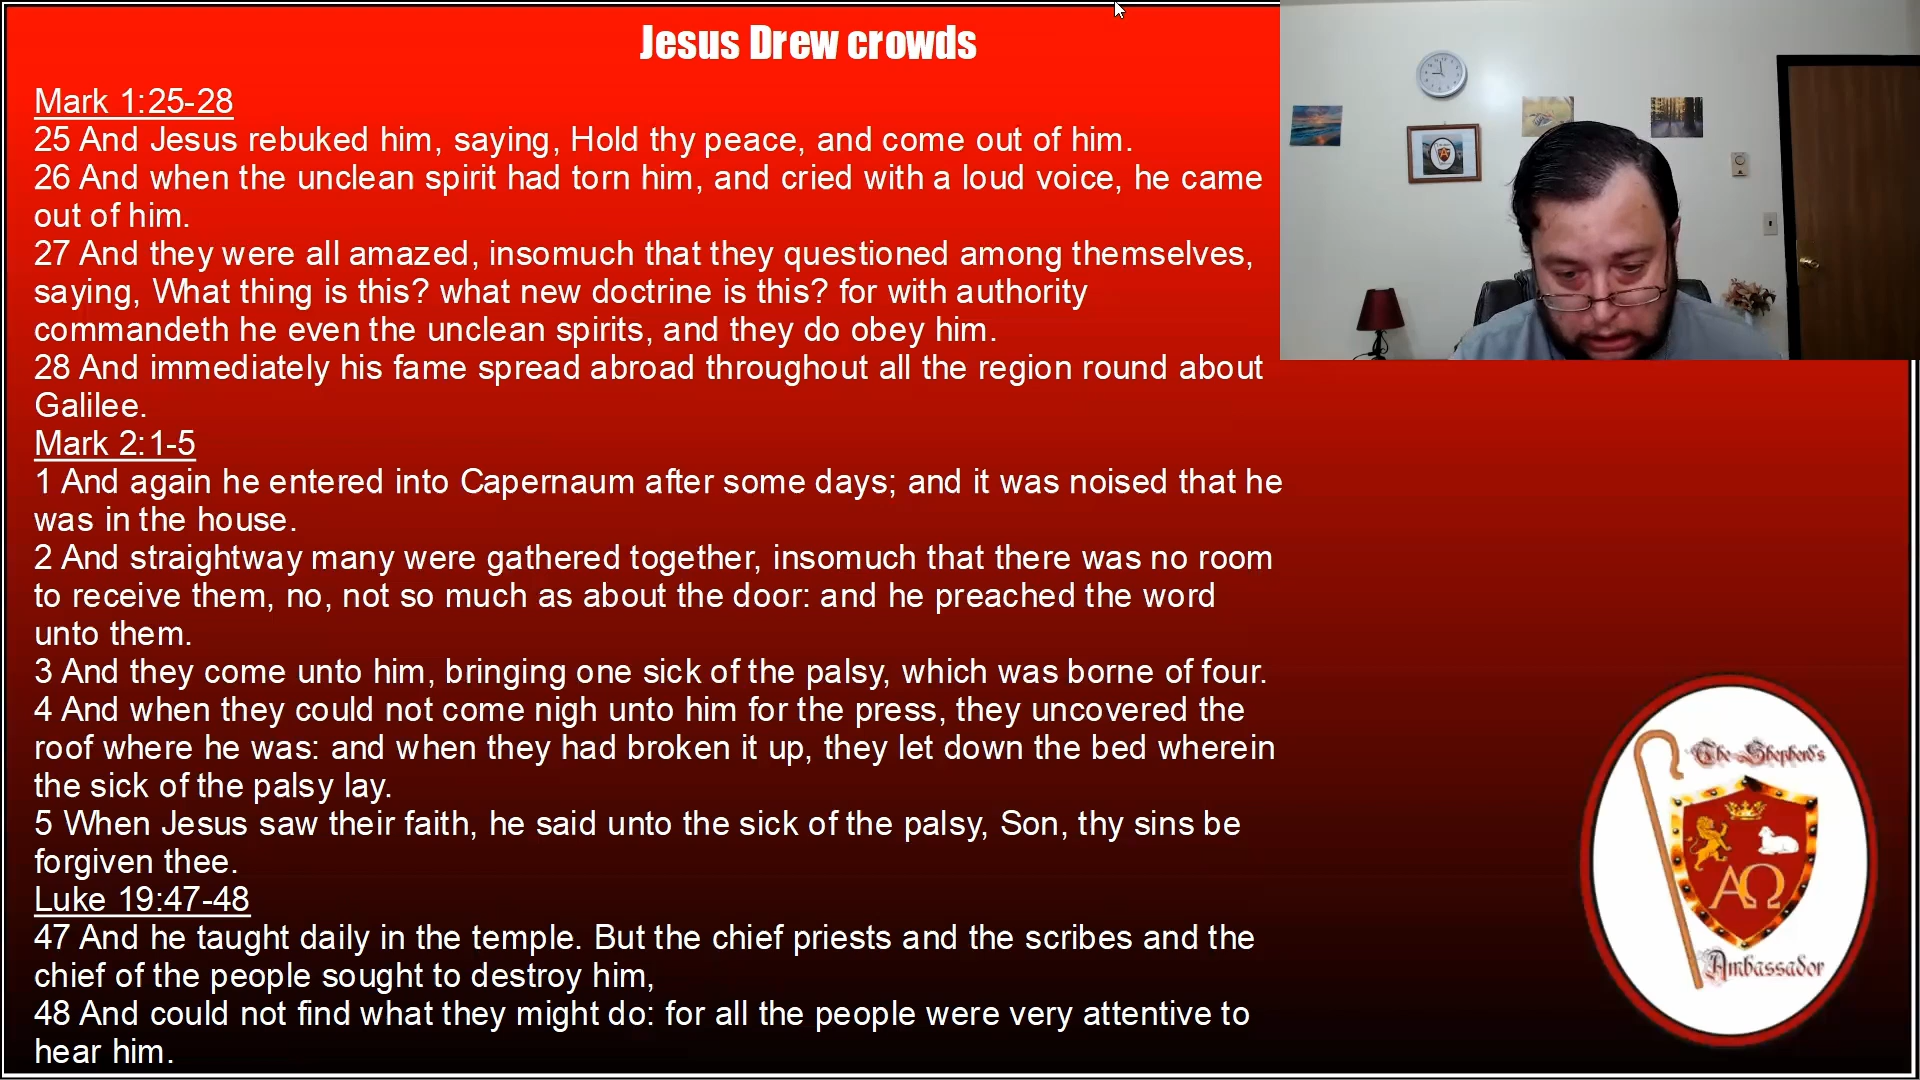 Jesus Drew crowds
Mark 1:25-28
25 And Jesus rebuked him, saying, Hold thy peace, and come out of him.
26 And when the unclean spirit had torn him, and cried with a loud voice, he came
out of him.
27 And they were all amazed, insomuch that they questioned among themselves,
saying, What thing is this? what new doctrine is this? for with authority
commandeth he even the unclean spirits, and they do obey him.
28 And immediately his fame spread abroad throughout all the region round about
Galilee.
Mark 2:1-5
1 And again he entered into Capernaum after some days; and it was noised that he
was in the house.
2 And straightway many were gathered together, insomuch that there was no room
to receive them, no, not so much as about the door: and he preached the word
unto them.
3 And they come unto him, bringing one sick of the palsy, which was borne of four.
4 And when they could not come nigh unto him for the press, they uncovered the
roof where he was: and when they had broken it up, they let down the bed wherein
the sick of the palsy lay.
5 When Jesus saw their faith, he said unto the sick of the palsy, Son, thy sins be
forgiven thee.
Luke 19:47-48
47 And he taught daily in the temple. But the chief priests and the scribes and the
chief of the people sought to destroy him,
48 And could not find what they might do: for all the people were very attentive to
hear him.
The Shepherd's
ΑΩ
Ambassador